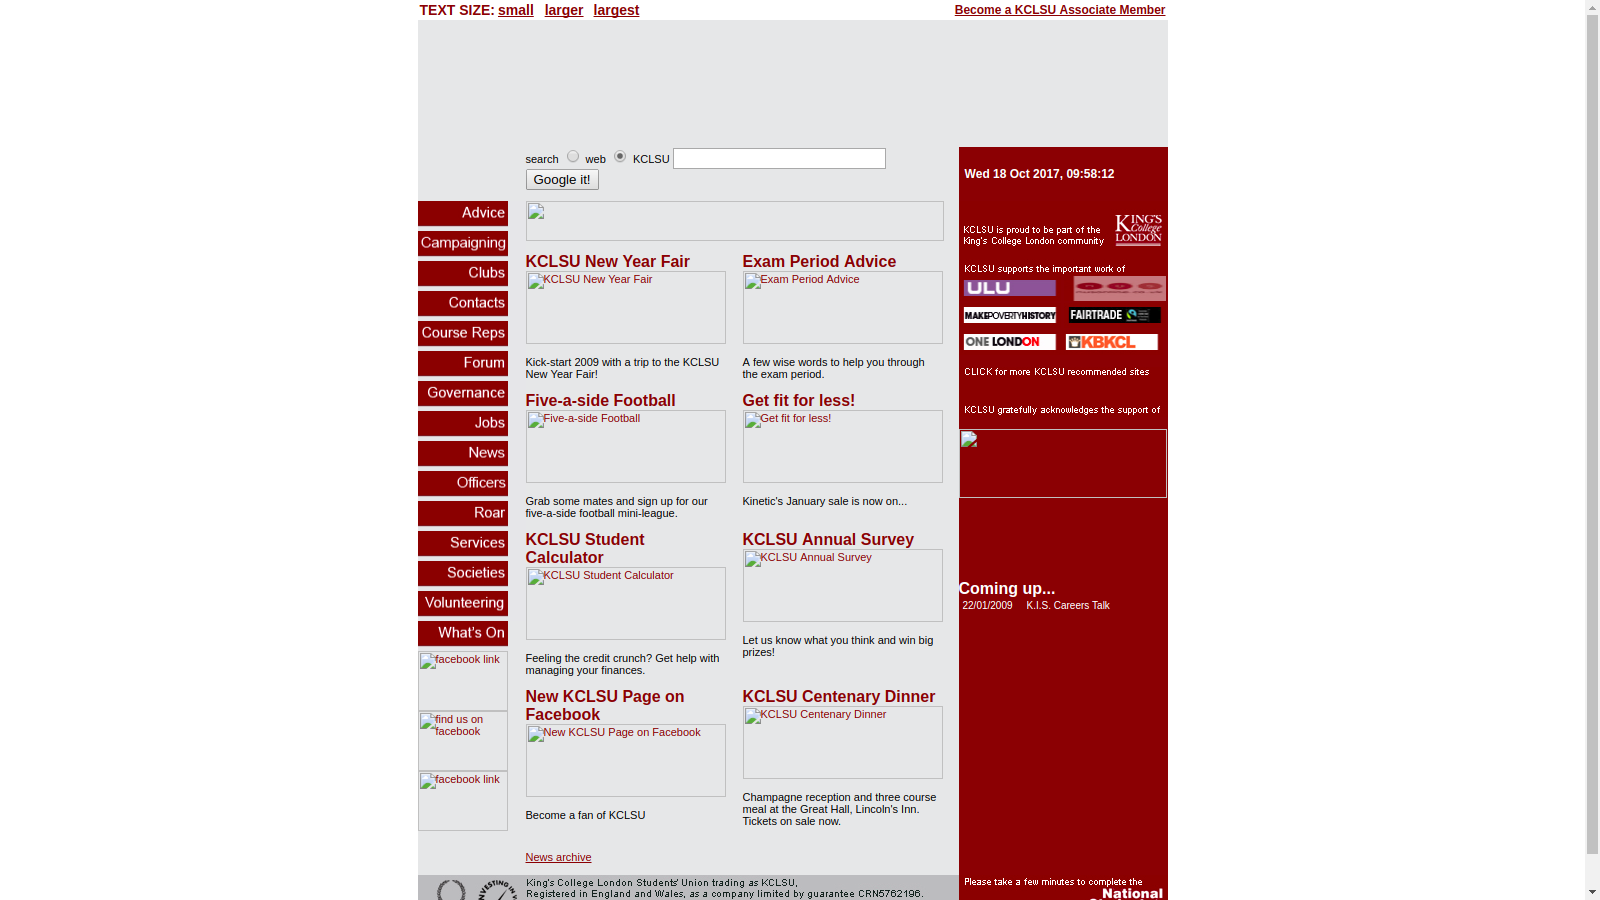 TEXT SIZE: small larger largest
Become a KCLSU Associate Member
search web KCLSU
Google it!
Wed 18 Oct 2017, 09:58:12
KCLSU is proud to be part of the
King's College London community
KING'S
College
LONDON
KCLSU supports the important work of
ULU
MAKEPOVERTYHISTORY
FAIRTRADE
ONE LONDON
KBKCL
CLICK for more KCLSU recommended sites
KCLSU gratefully acknowledges the support of
Coming up...
22/01/2009 K.I.S. Careers Talk
Please take a few minutes to complete the
National
Advice
Campaigning
Clubs
Contacts
Course Reps
Forum
Governance
Jobs
News
Officers
Roar
Services
Societies
Volunteering
What's On
facebook link
find us on
facebook
facebook link
KCLSU New Year Fair
KCLSU New Year Fair
Kick-start 2009 with a trip to the KCLSU
New Year Fair!
Exam Period Advice
Exam Period Advice
A few wise words to help you through
the exam period.
Five-a-side Football
Five-a-side Football
Grab some mates and sign up for our
five-a-side football mini-league.
Get fit for less!
Get fit for less!
Kinetic's January sale is now on...
KCLSU Student
Calculator
KCLSU Student Calculator
Feeling the credit crunch? Get help with
managing your finances.
KCLSU Annual Survey
KCLSU Annual Survey
Let us know what you think and win big
prizes!
New KCLSU Page on
Facebook
New KCLSU Page on Facebook
Become a fan of KCLSU
KCLSU Centenary Dinner
KCLSU Centenary Dinner
Champagne reception and three course
meal at the Great Hall, Lincoln's Inn.
Tickets on sale now.
News archive
King's College London Students' Union trading as KCLSU,
Registered in England and Wales, as a company limited by guarantee CRN5762196.